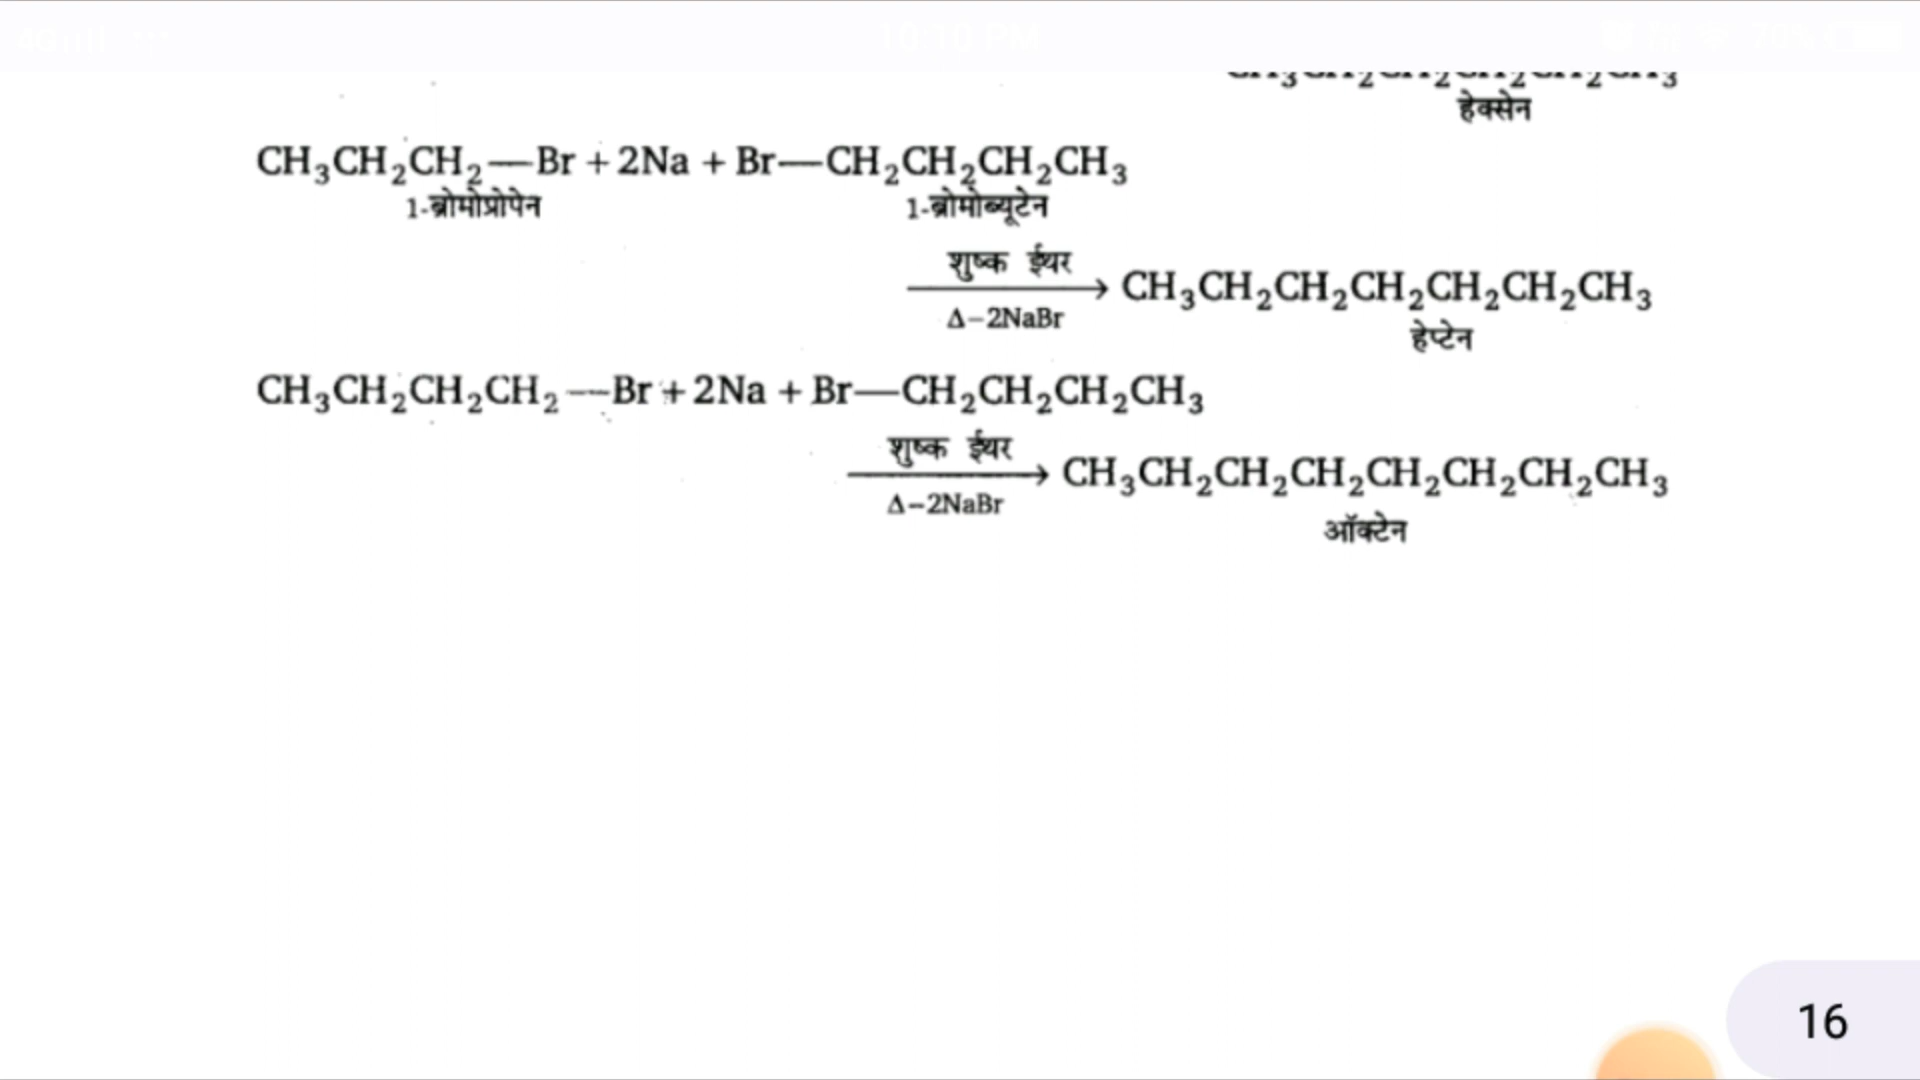 हेक्सेन
CH₃CH₂CH₂—Br + 2Na + Br—CH₂CH₂CH₂CH₃
1-ब्रोमोप्रोपेन 1-ब्रोमोब्यूटेन
शुष्क ईथर
⟶ CH₃CH₂CH₂CH₂CH₂CH₂CH₃
Δ–2NaBr
हेप्टेन
CH₃CH₂CH₂CH₂—Br + 2Na + Br—CH₂CH₂CH₂CH₃
शुष्क ईथर
⟶ CH₃CH₂CH₂CH₂CH₂CH₂CH₂CH₃
Δ–2NaBr
ऑक्टेन
16